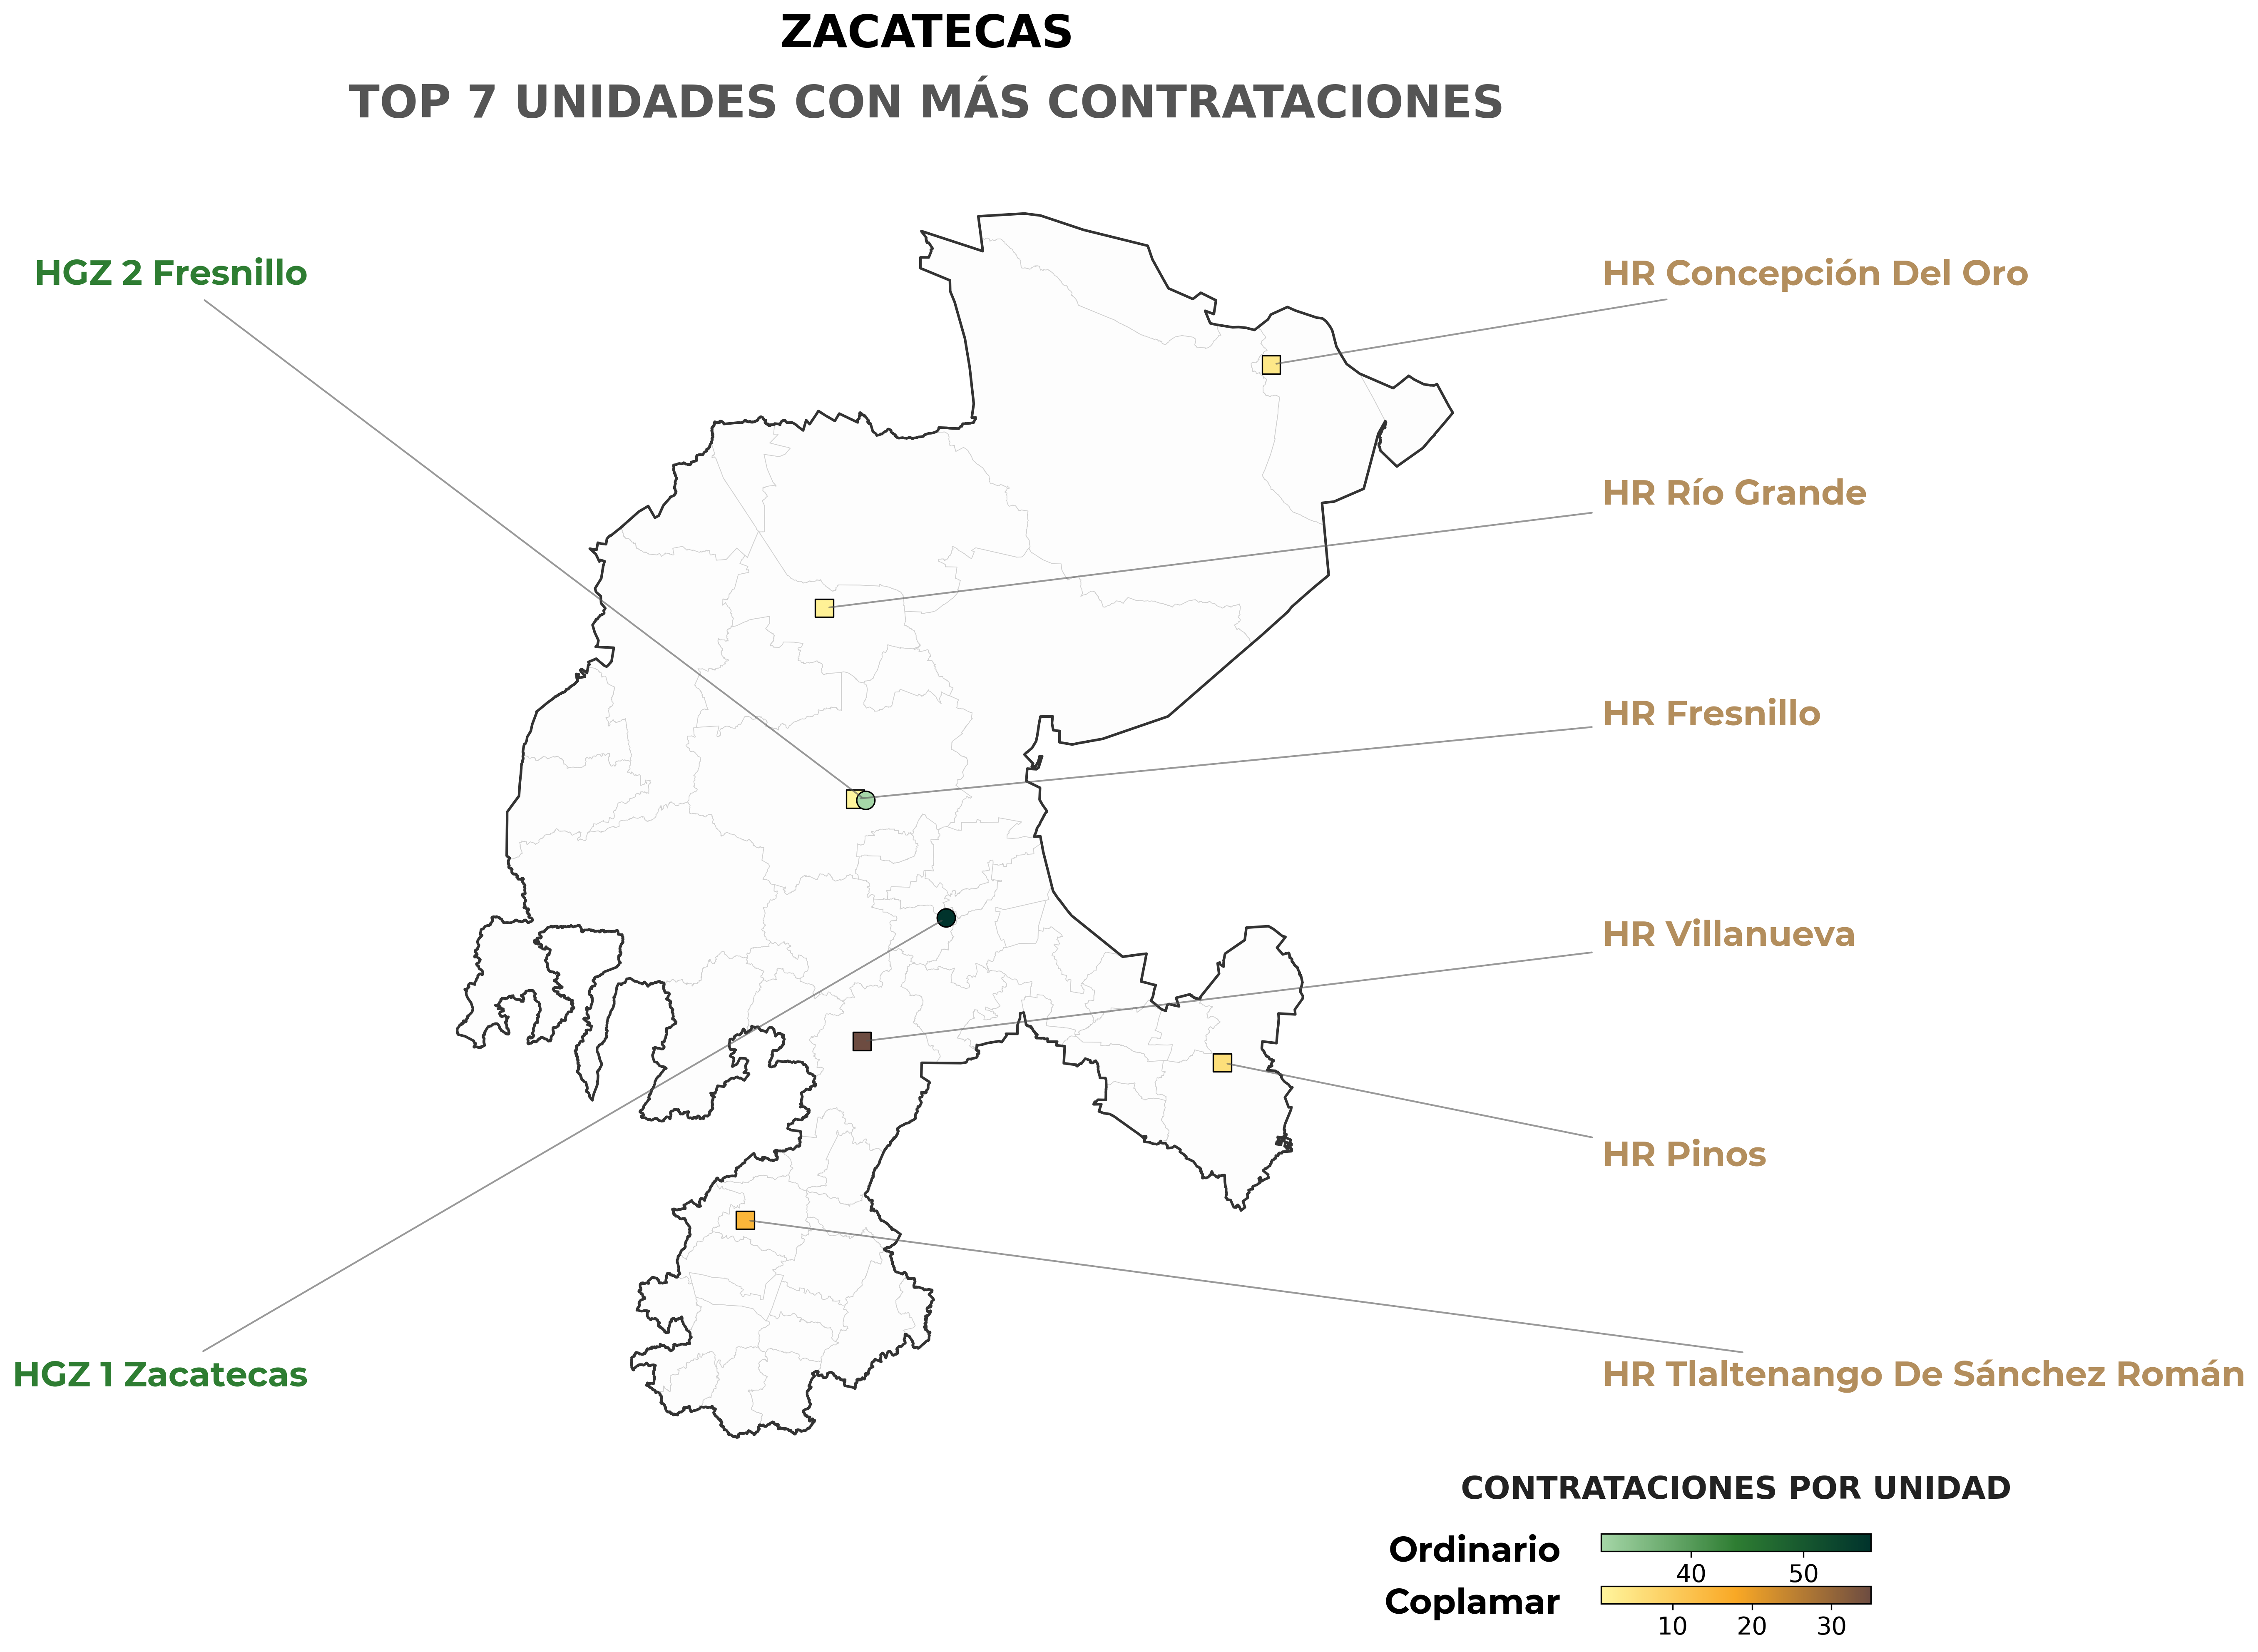 ZACATECAS
TOP 7 UNIDADES CON MÁS CONTRATACIONES
HGZ 2 Fresnillo
HR Concepción Del Oro
HR Río Grande
HR Fresnillo
HR Villanueva
HR Pinos
HGZ 1 Zacatecas
HR Tlaltenango De Sánchez Román
CONTRATACIONES POR UNIDAD
Ordinario
40 50
Coplamar
10 20 30